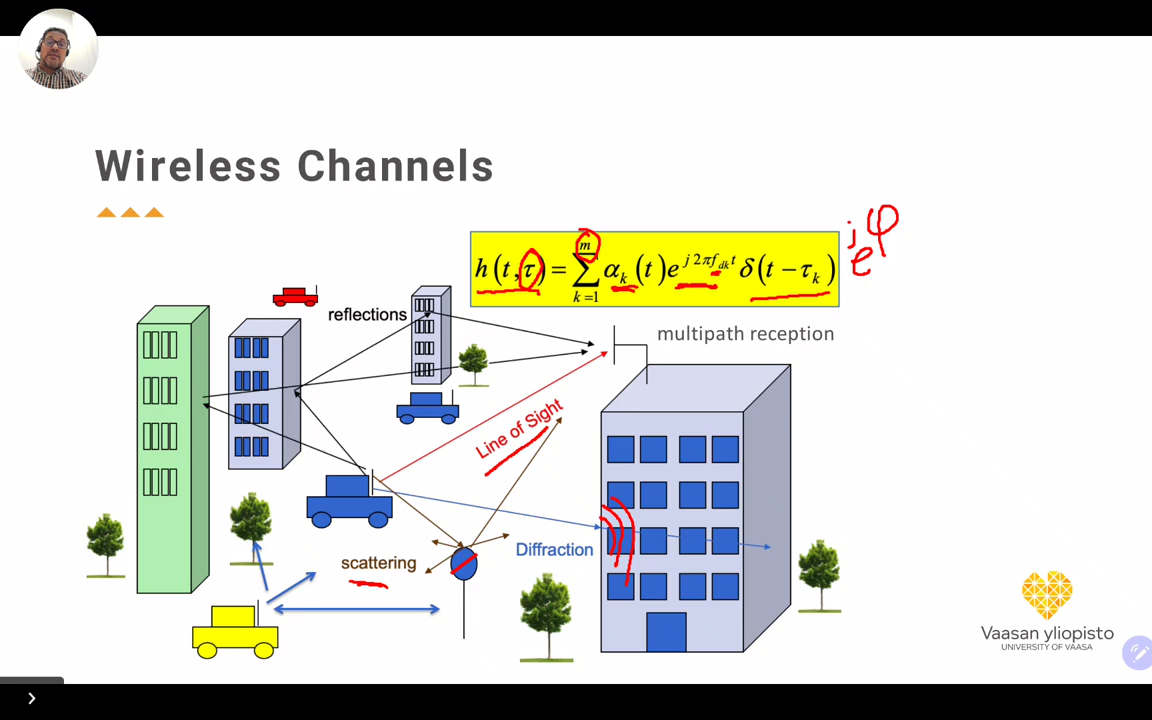 Wireless Channels
h(t,τ) = ∑_{k=1}^{m} α_k(t)e^{j2πf_{dk}t}δ(t−τ_k)
e^{jφ}
reflections
multipath reception
Line of Sight
Diffraction
scattering
Vaasan yliopisto
UNIVERSITY OF VAASA